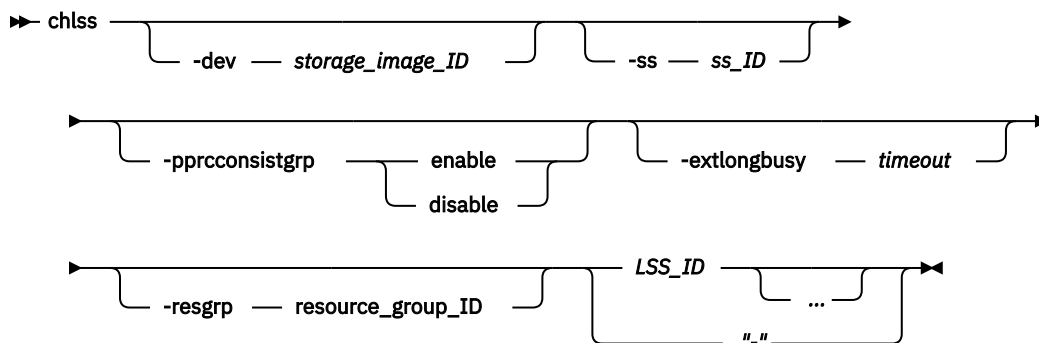 chlss
-dev storage_image_ID -ss ss_ID
-pprcconsistgrp enable -extlongbusy timeout
disable
LSS_ID
-resgrp resource_group_ID ...
"-"